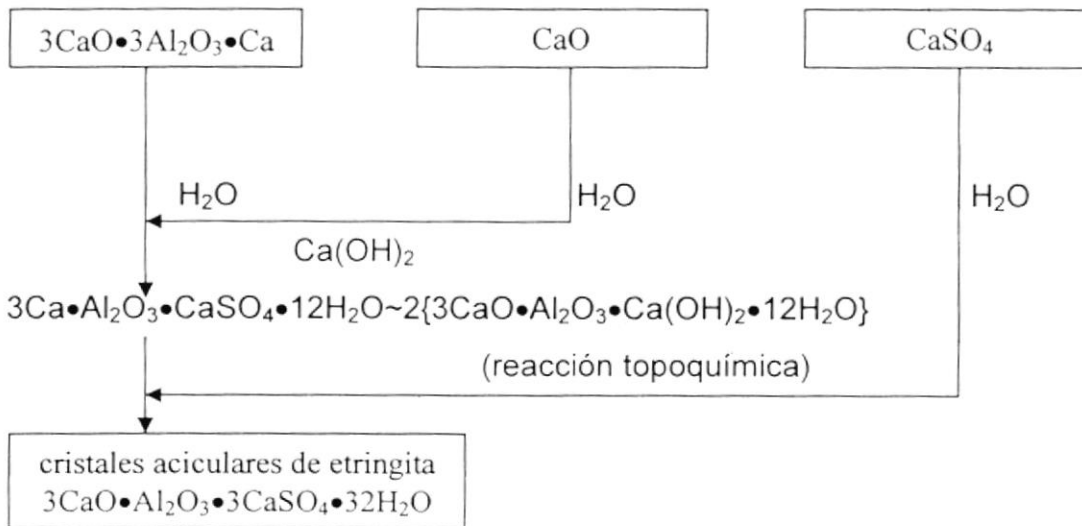 3CaO•3Al₂O₃•Ca
CaO
CaSO₄
H₂O
H₂O
H₂O
Ca(OH)₂
3Ca•Al₂O₃•CaSO₄•12H₂O~2{3CaO•Al₂O₃•Ca(OH)₂•12H₂O}
(reacción topoquímica)
cristales aciculares de etringita
3CaO•Al₂O₃•3CaSO₄•32H₂O